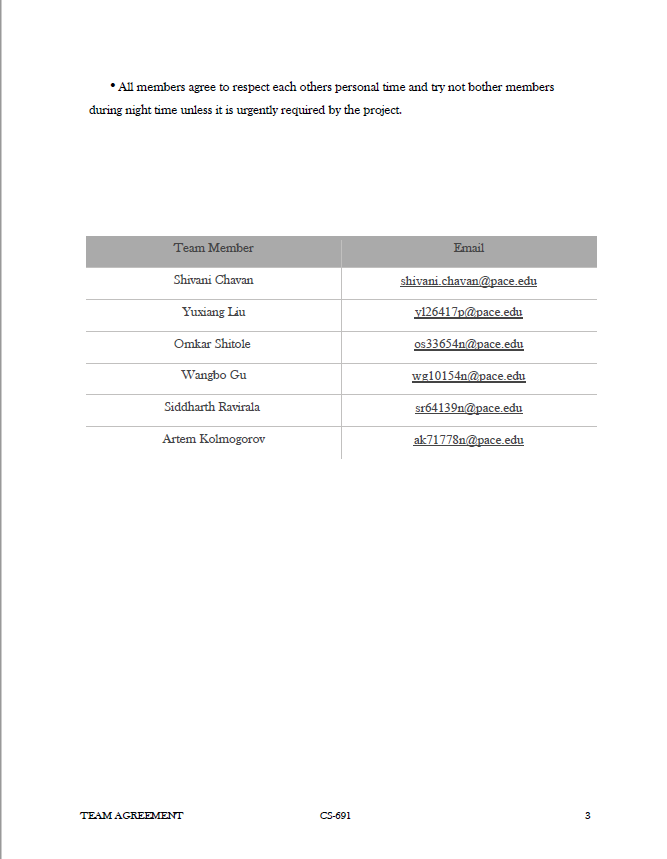 • All members agree to respect each others personal time and try not bother members
during night time unless it is urgently required by the project.
Team Member Email
Shivani Chavan shivani.chavan@pace.edu
Yuxiang Liu yl26417p@pace.edu
Omkar Shitole os33654n@pace.edu
Wangbo Gu wg10154n@pace.edu
Siddharth Ravirala sr64139n@pace.edu
Artem Kolmogorov ak71778n@pace.edu
TEAM AGREEMENT CS-691 3